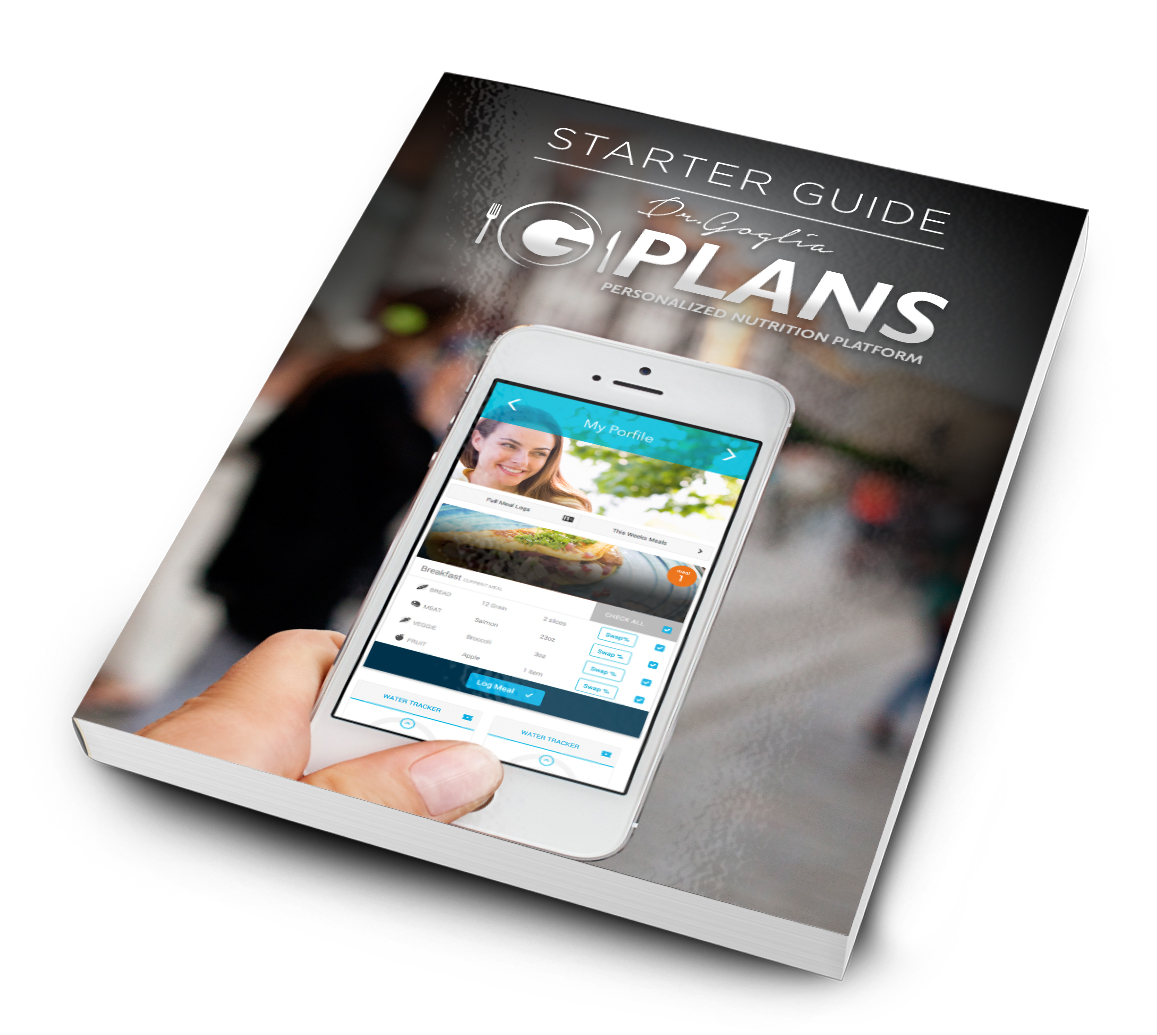 STARTER GUIDE
Dr. Goglia
G PLANS
PERSONALIZED NUTRITION PLATFORM
My Porfile
Full Meal Logs
This Weeks Meals
meal
1
Breakfast CURRENT MEAL
CHECK ALL
BREAD 12 Grain 2 slices Swap %
MEAT Salmon 23oz Swap %
VEGGIE Broccoli 3oz Swap %
FRUIT Apple 1 item Swap %
Log Meal
WATER TRACKER
WATER TRACKER